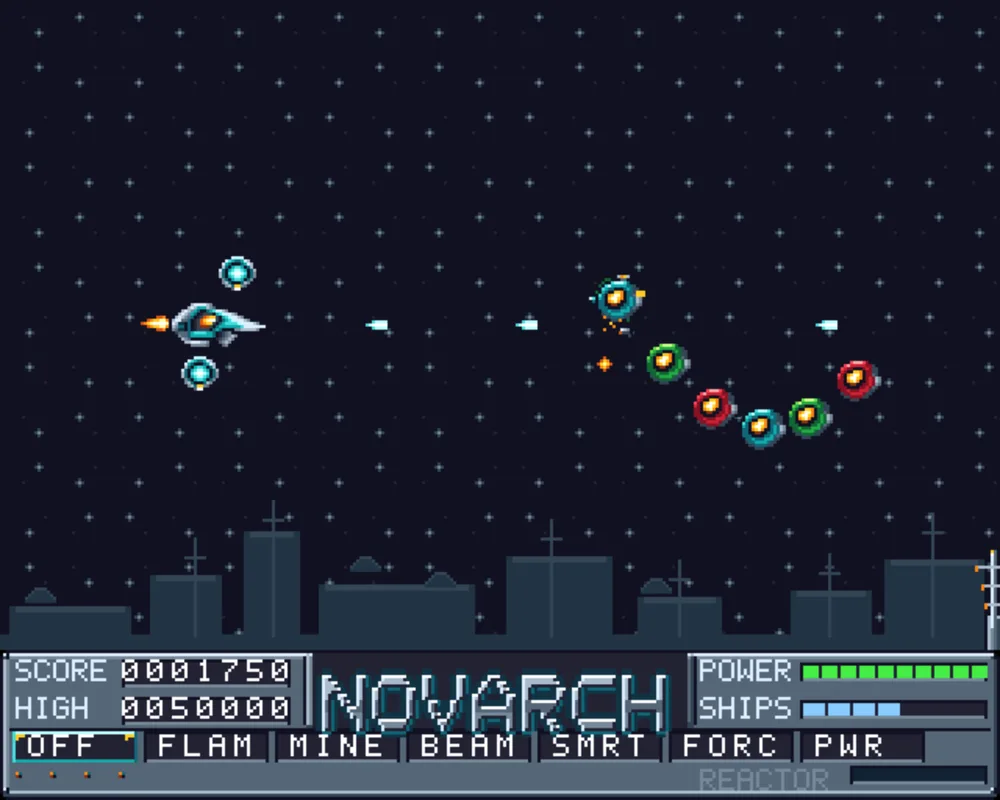 SCORE 0001750
HIGH 0050000
NOVARCH
POWER
SHIPS
OFF FLAM MINE BEAM SMRT FORC PWR
REACTOR